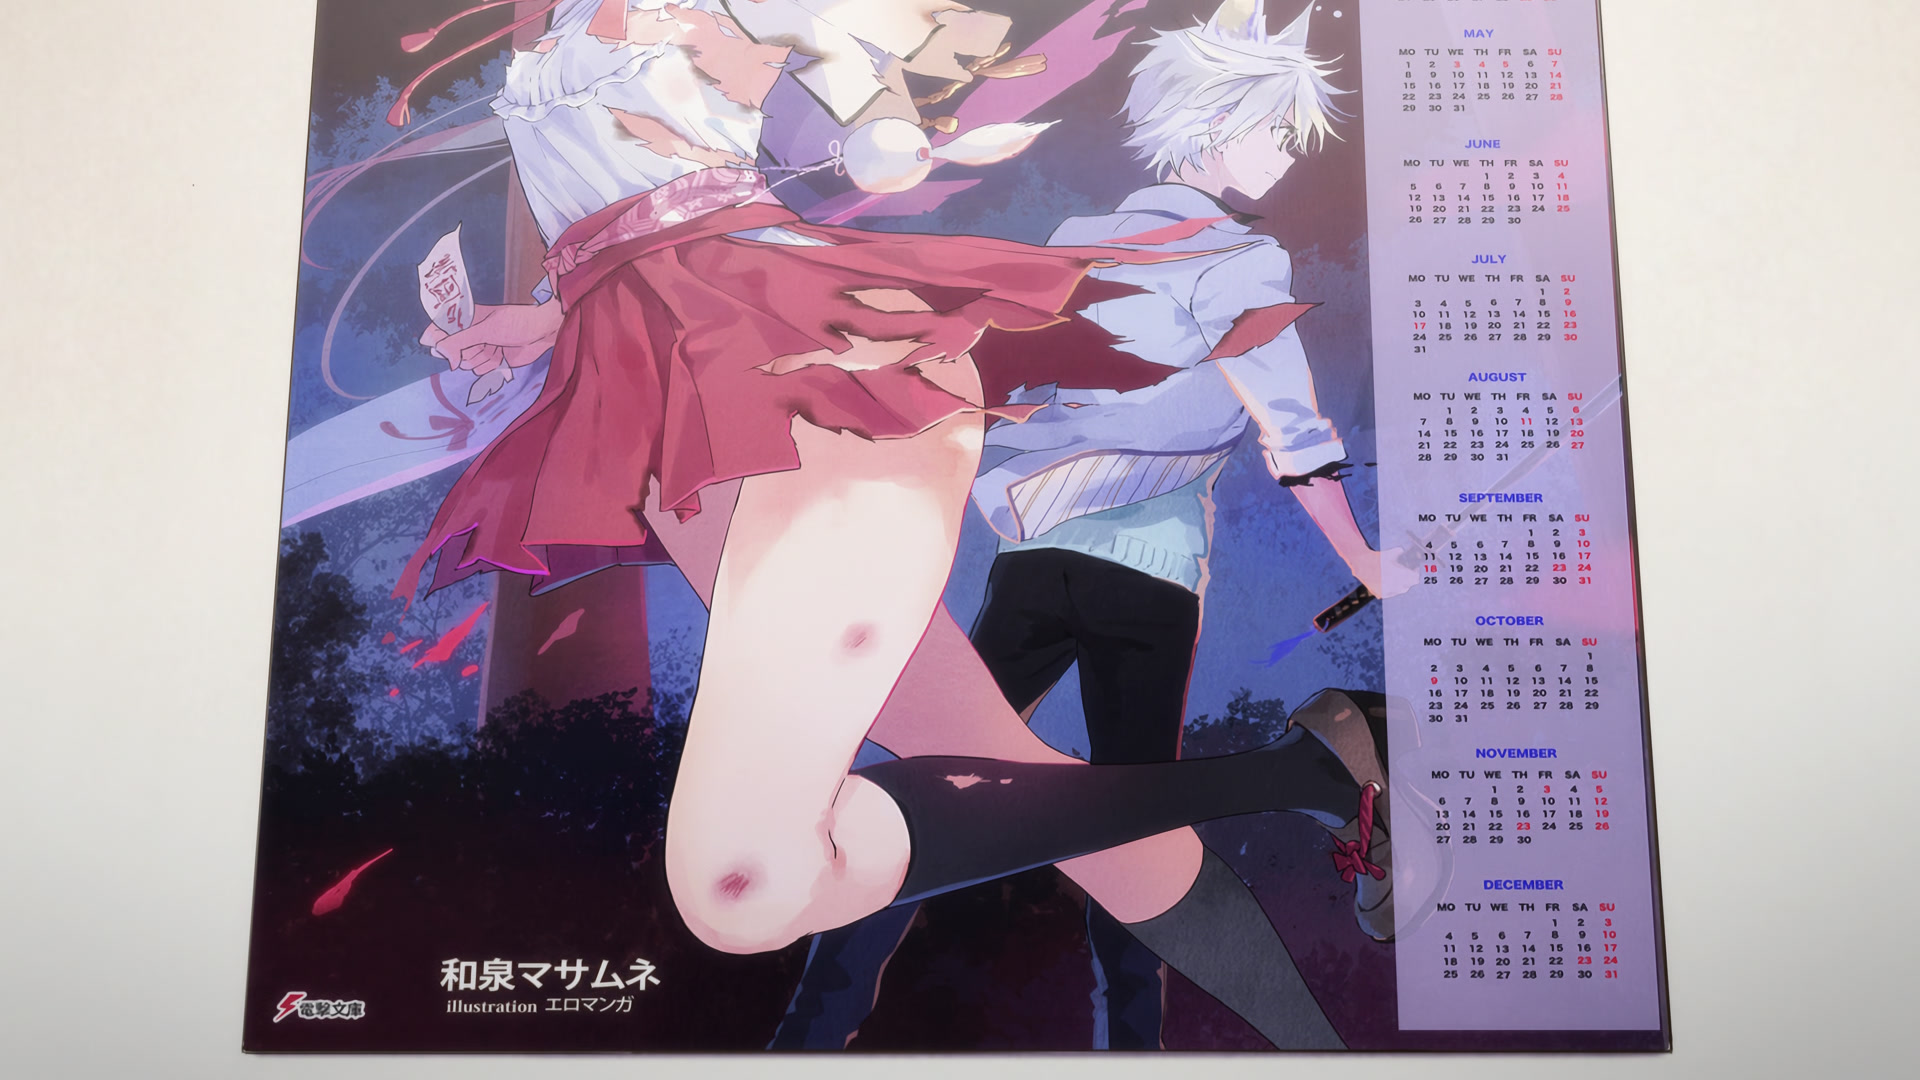 MAY
MO TU WE TH FR SA SU
1 2 3 4 5 6 7
8 9 10 11 12 13 14
15 16 17 18 19 20 21
22 23 24 25 26 27 28
29 30 31
JUNE
MO TU WE TH FR SA SU
1 2 3 4
5 6 7 8 9 10 11
12 13 14 15 16 17 18
19 20 21 22 23 24 25
26 27 28 29 30
JULY
MO TU WE TH FR SA SU
1 2
3 4 5 6 7 8 9
10 11 12 13 14 15 16
17 18 19 20 21 22 23
24 25 26 27 28 29 30
31
AUGUST
MO TU WE TH FR SA SU
1 2 3 4 5 6
7 8 9 10 11 12 13
14 15 16 17 18 19 20
21 22 23 24 25 26 27
28 29 30 31
SEPTEMBER
MO TU WE TH FR SA SU
1 2 3
4 5 6 7 8 9 10
11 12 13 14 15 16 17
18 19 20 21 22 23 24
25 26 27 28 29 30 31
OCTOBER
MO TU WE TH FR SA SU
1
2 3 4 5 6 7 8
9 10 11 12 13 14 15
16 17 18 19 20 21 22
23 24 25 26 27 28 29
30 31
NOVEMBER
MO TU WE TH FR SA SU
1 2 3 4 5
6 7 8 9 10 11 12
13 14 15 16 17 18 19
20 21 22 23 24 25 26
27 28 29 30
DECEMBER
MO TU WE TH FR SA SU
1 2 3
4 5 6 7 8 9 10
11 12 13 14 15 16 17
18 19 20 21 22 23 24
25 26 27 28 29 30 31
和泉マサムネ
illustration エロマンガ
電撃文庫